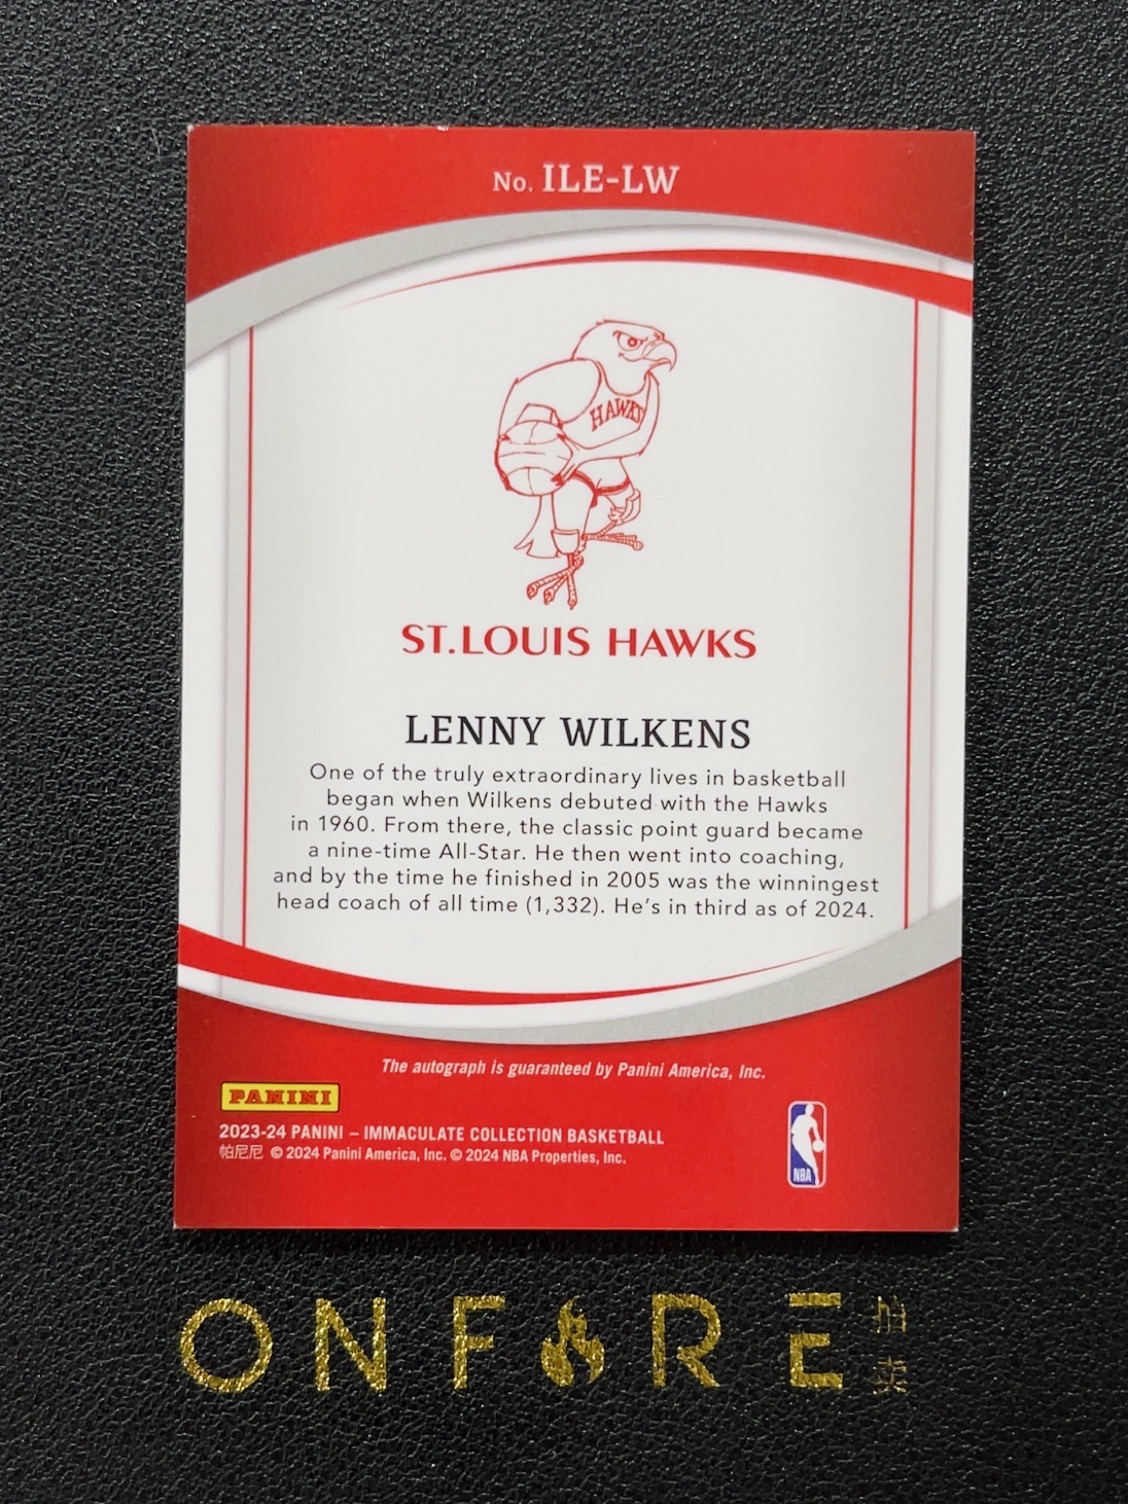 No. ILE-LW
HAWKS
ST. LOUIS HAWKS
LENNY WILKENS
One of the truly extraordinary lives in basketball
began when Wilkens debuted with the Hawks
in 1960. From there, the classic point guard became
a nine-time All-Star. He then went into coaching,
and by the time he finished in 2005 was the winningest
head coach of all time (1,332). He's in third as of 2024.
The autograph is guaranteed by Panini America, Inc.
PANINI
2023-24 PANINI – IMMACULATE COLLECTION BASKETBALL
帕尼尼 © 2024 Panini America, Inc. © 2024 NBA Properties, Inc.
NBA
ONFIRE
拍卖